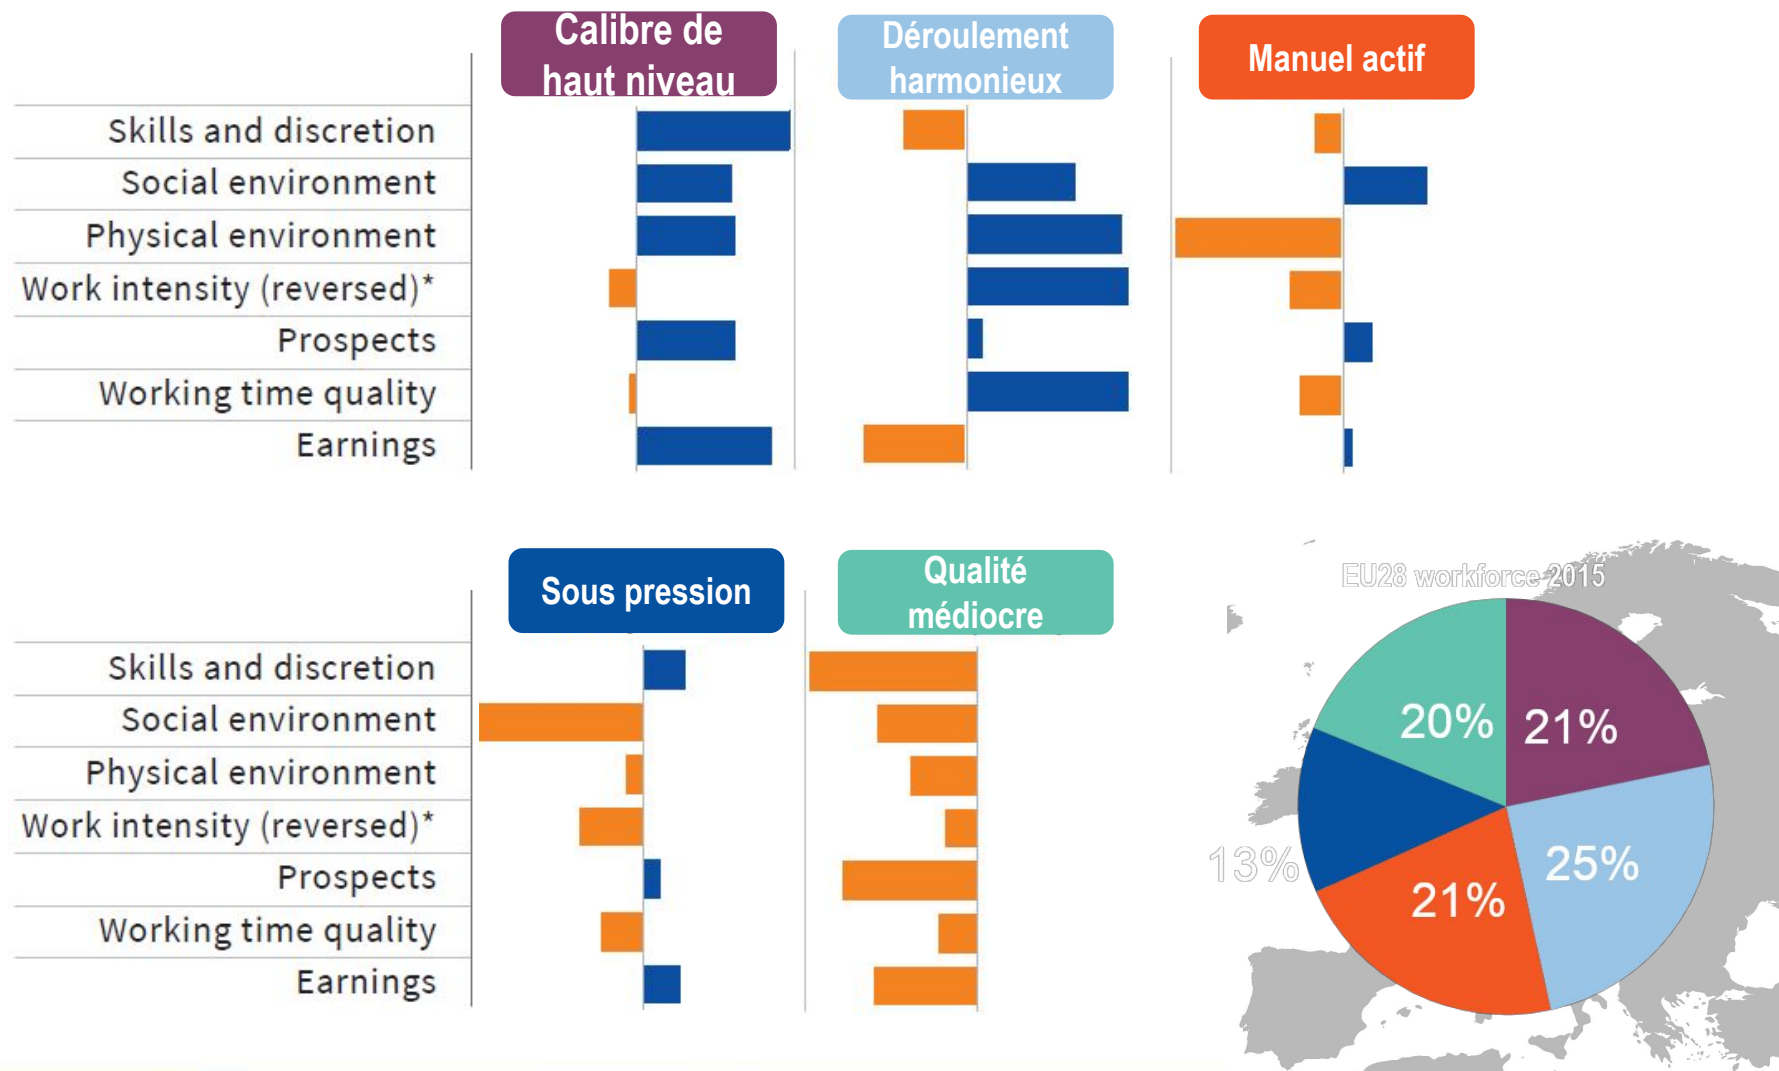 Calibre de
haut niveau
Déroulement
harmonieux
Manuel actif
Skills and discretion
Social environment
Physical environment
Work intensity (reversed)*
Prospects
Working time quality
Earnings
Sous pression
Qualité
médiocre
Skills and discretion
Social environment
Physical environment
Work intensity (reversed)*
Prospects
Working time quality
Earnings
EU28 workforce 2015
20%
21%
13%
25%
21%